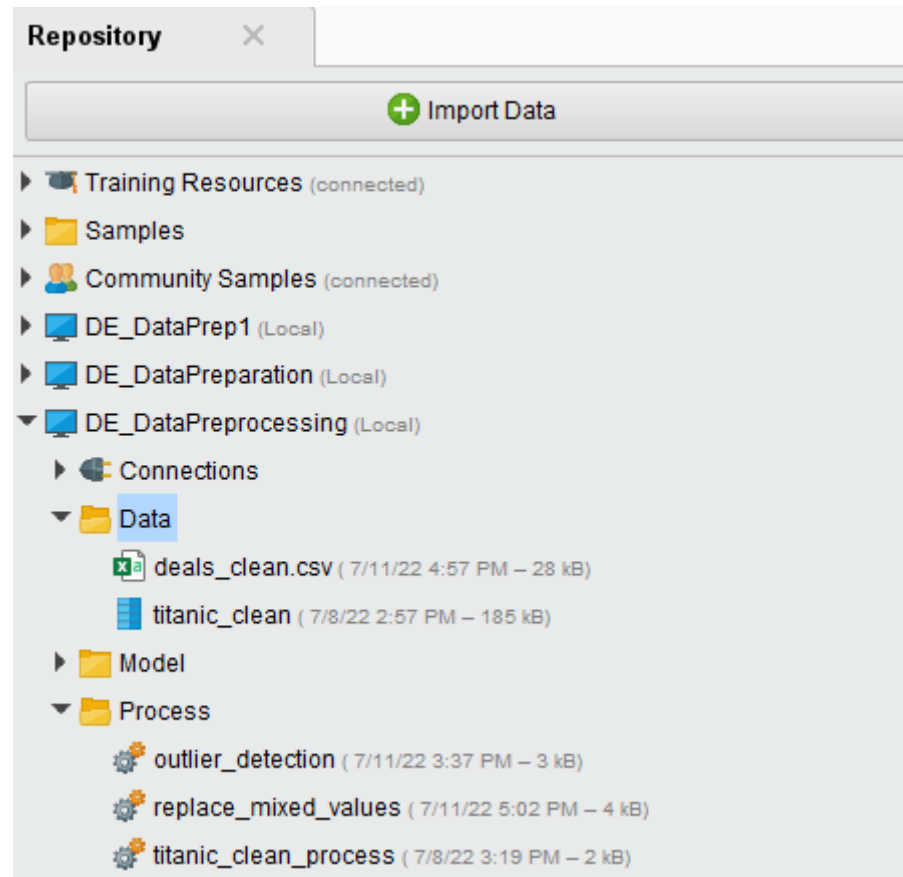 Repository
Import Data
Training Resources (connected)
Samples
Community Samples (connected)
DE_DataPrep1 (Local)
DE_DataPreparation (Local)
DE_DataPreprocessing (Local)
Connections
Data
deals_clean.csv ( 7/11/22 4:57 PM – 28 kB)
titanic_clean ( 7/8/22 2:57 PM – 185 kB)
Model
Process
outlier_detection ( 7/11/22 3:37 PM – 3 kB)
replace_mixed_values ( 7/11/22 5:02 PM – 4 kB)
titanic_clean_process ( 7/8/22 3:19 PM – 2 kB)